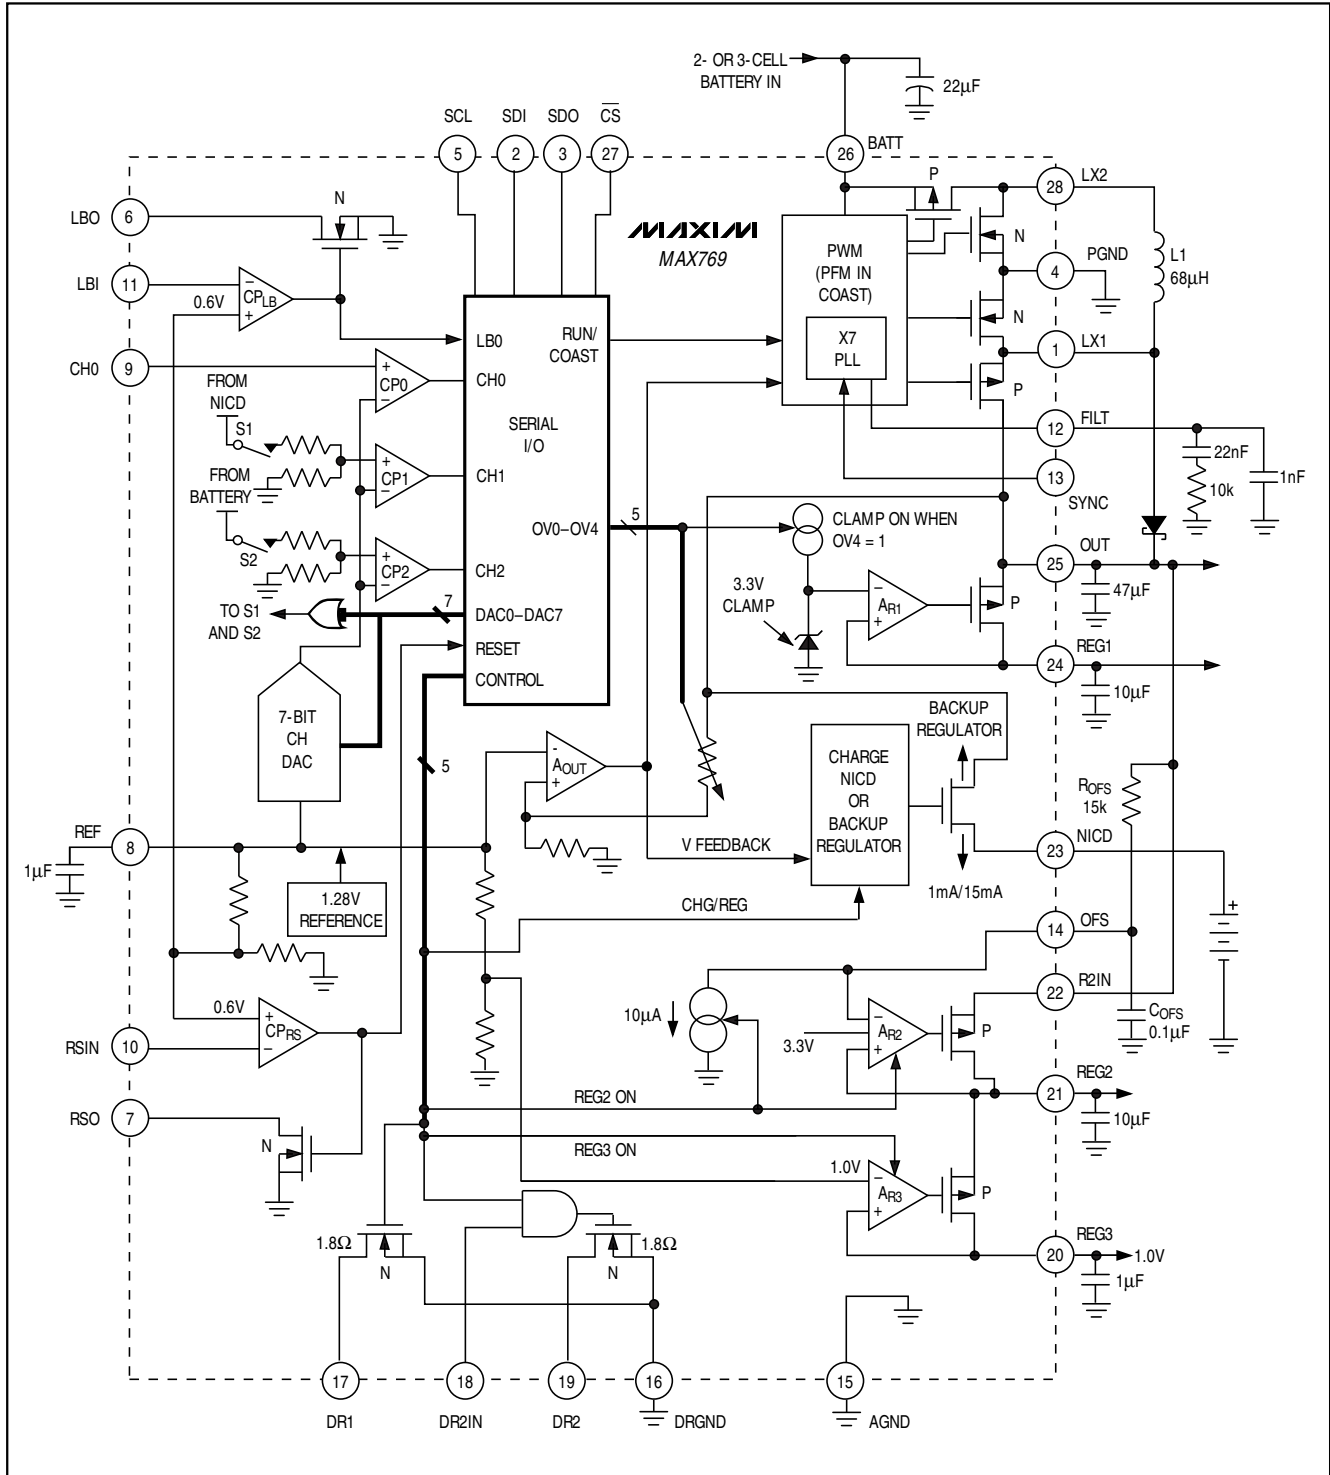 2- OR 3-CELL
BATTERY IN
22µF
SCL
SDI
SDO
CS
5
2
3
27
26
BATT
LBO
6
N
MAXIM
MAX769
P
28
LX2
N
PWM
(PFM IN
COAST)
4
PGND
L1
68µH
LBI
11
0.6V
−
CPLB
+
N
X7
PLL
LB0
RUN/
COAST
1
LX1
CH0
9
+
CP0
−
CH0
P
FROM
NICD
S1
SERIAL
I/O
12
FILT
22nF
10k
1nF
+
CP1
−
CH1
13
SYNC
FROM
BATTERY
S2
5
OV0–OV4
CLAMP ON WHEN
OV4 = 1
+
CP2
−
CH2
25
OUT
47µF
3.3V
CLAMP
−
AR1
+
P
TO S1
AND S2
7
DAC0–DAC7
RESET
CONTROL
24
REG1
10µF
7-BIT
CH
DAC
5
-
AOUT
+
CHARGE
NICD
OR
BACKUP
REGULATOR
BACKUP
REGULATOR
ROFS
15k
REF
8
1µF
V FEEDBACK
23
NICD
1mA/15mA
+
1.28V
REFERENCE
CHG/REG
14
OFS
22
R2IN
COFS
0.1µF
0.6V
+
CPRS
−
10µA
−
AR2
+
3.3V
P
RSIN
10
REG2 ON
21
REG2
10µF
RSO
7
N
REG3 ON
1.0V
−
AR3
+
P
1.8Ω
N
1.8Ω
N
20
REG3
1.0V
1µF
17
18
19
16
15
DR1
DR2IN
DR2
DRGND
AGND